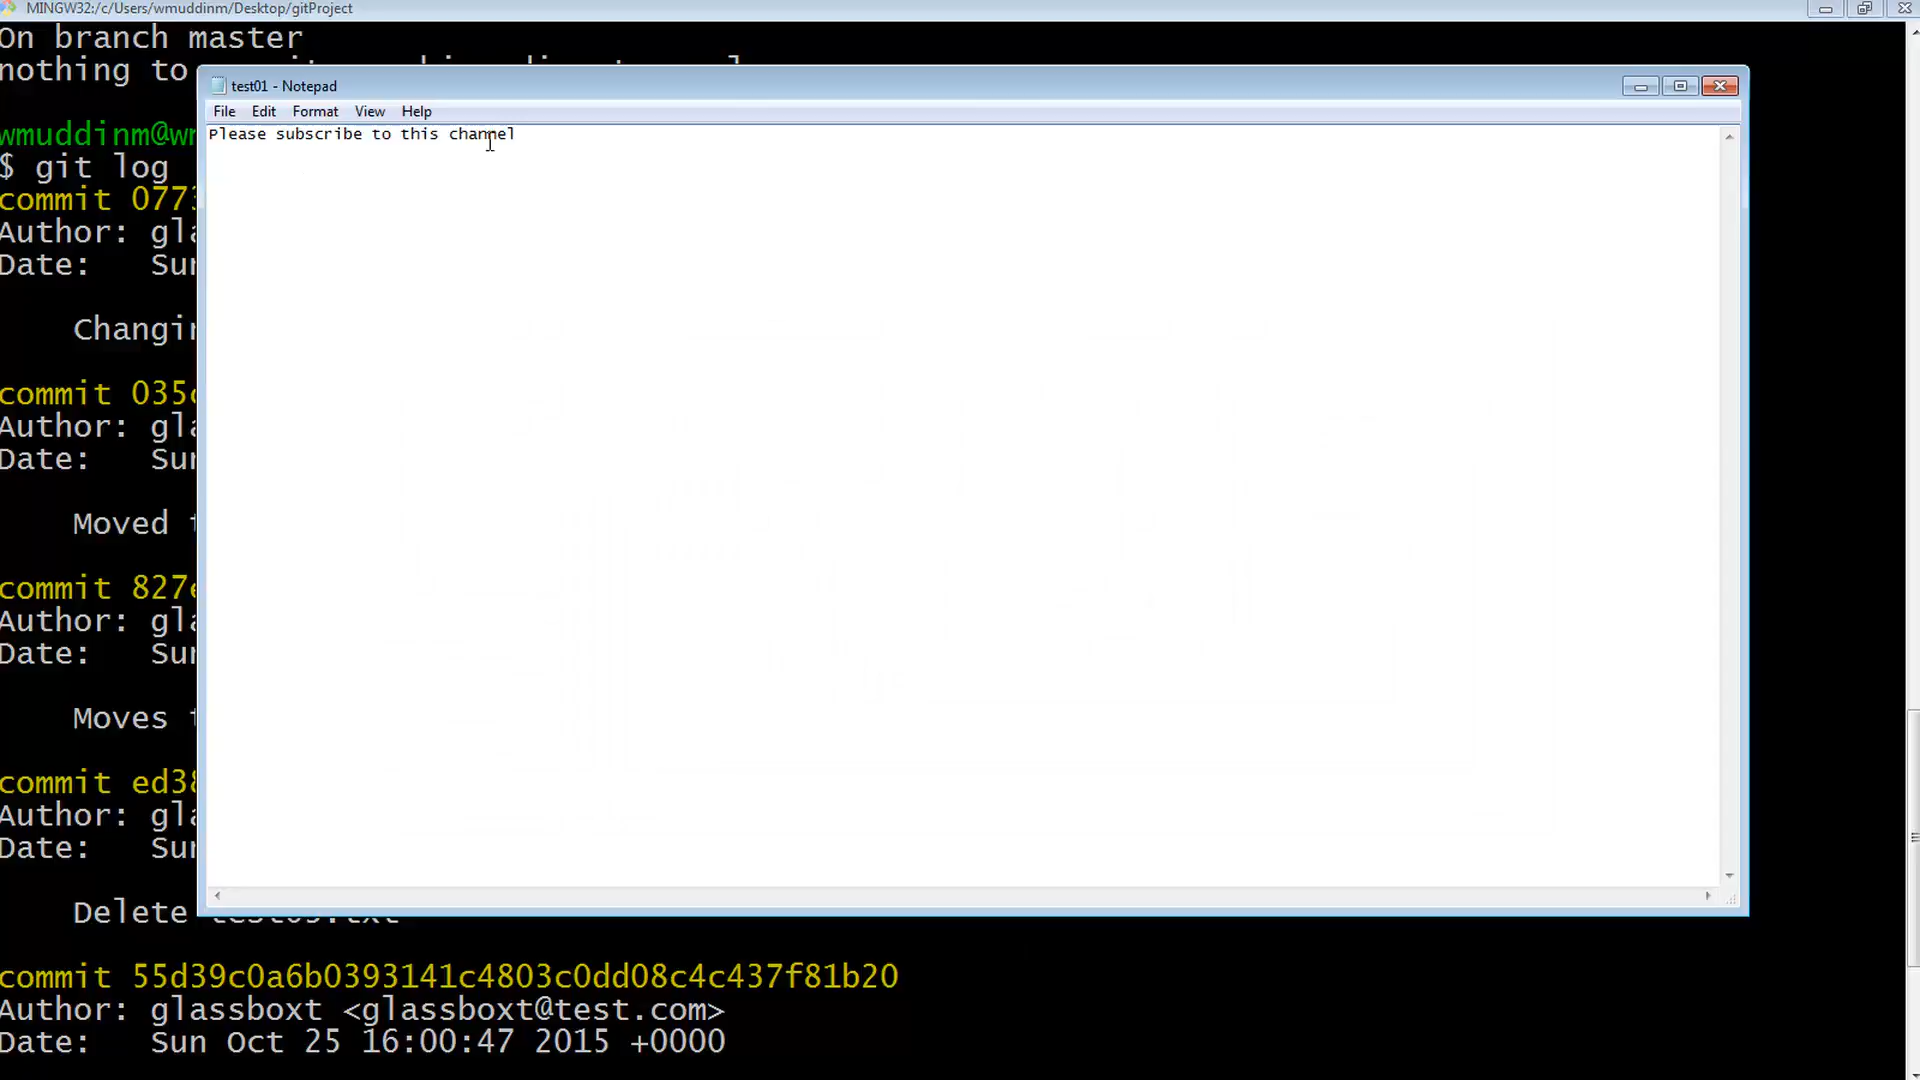 MINGW32:/c/Users/wmuddinm/Desktop/gitProject
On branch master
nothing to
test01 - Notepad
File Edit Format View Help
Please subscribe to this channel
wmuddinm@w
$ git log
commit 077
Author: gl
Date: Su
Changi
commit 035
Author: gl
Date: Su
Moved
commit 827
Author: gl
Date: Su
Moves
commit ed38
Author: gl
Date: Su
Delete
commit 55d39c0a6b0393141c4803c0dd08c4c437f81b20
Author: glassboxt <glassboxt@test.com>
Date: Sun Oct 25 16:00:47 2015 +0000